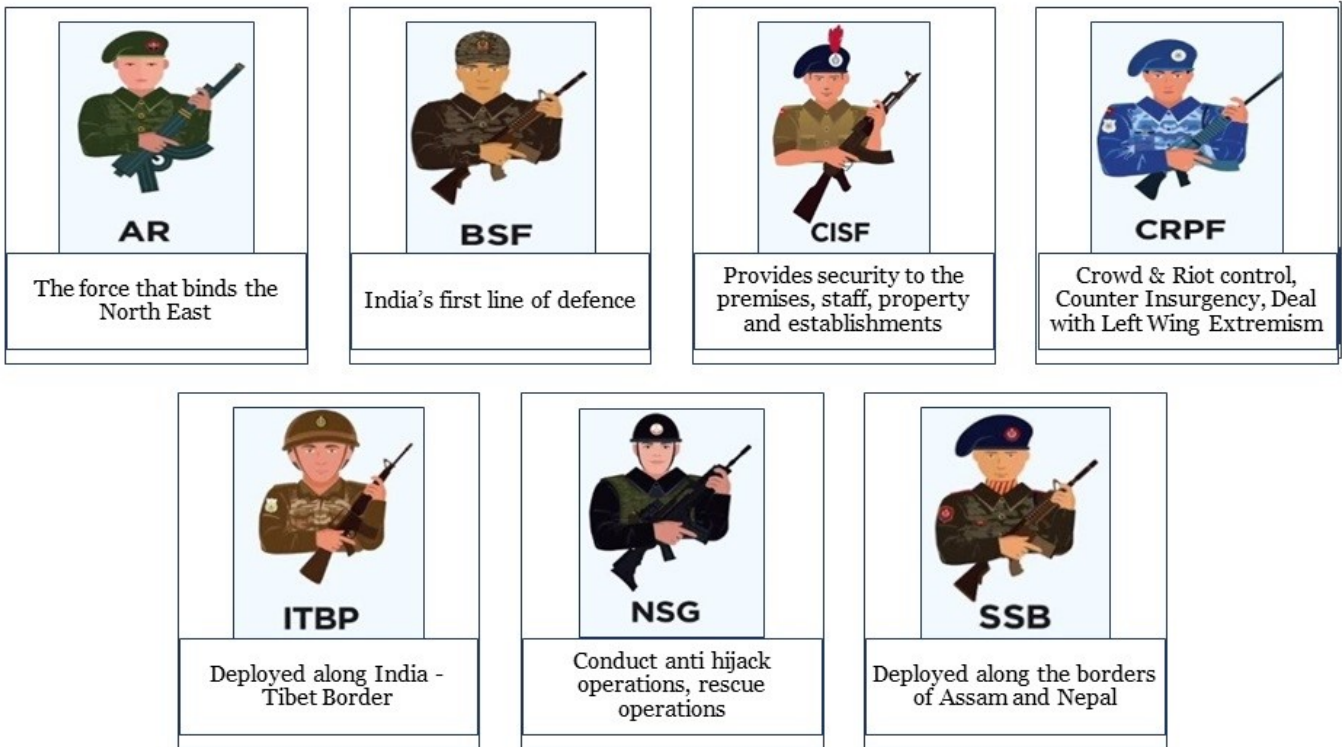 AR
The force that binds the
North East
BSF
India's first line of defence
CISF
Provides security to the
premises, staff, property
and establishments
CRPF
Crowd & Riot control,
Counter Insurgency, Deal
with Left Wing Extremism
ITBP
Deployed along India -
Tibet Border
NSG
Conduct anti hijack
operations, rescue
operations
SSB
Deployed along the borders
of Assam and Nepal